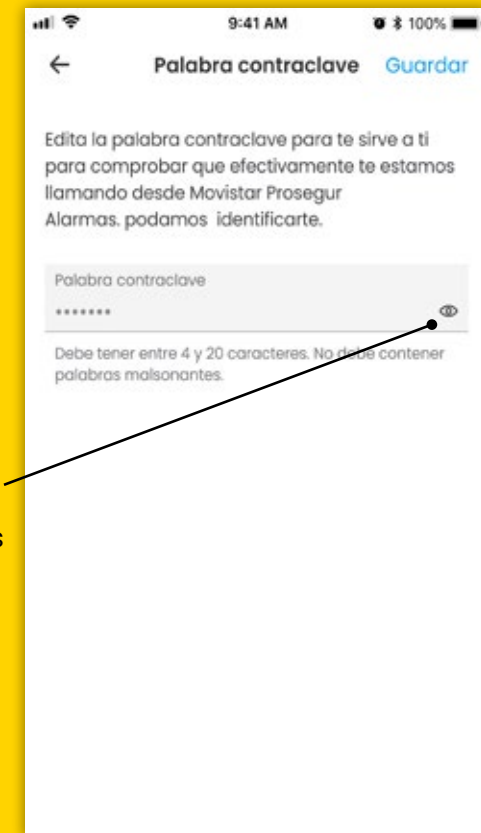 9:41 AM
100%
Palabra contraclave
Guardar
Edita la palabra contraclave para te sirve a ti
para comprobar que efectivamente te estamos
llamando desde Movistar Prosegur
Alarmas. podamos identificarte.
Palabra contraclave
•••••••
Debe tener entre 4 y 20 caracteres. No debe contener
palabras malsonantes.
s